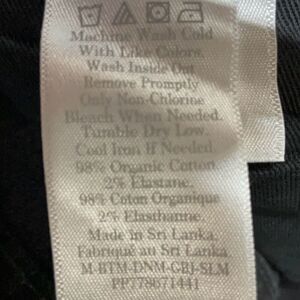 Machine Wash Cold
With Like Colors.
Wash Inside Out
Remove Promptly
Only Non-Chlorine
Bleach When Needed.
Tumble Dry Low.
Cool Iron If Needed.
98% Organic Cotton
2% Elastane.
98% Coton Organique
2% Elasthanne.
Made in Sri Lanka.
Fabriqué au Sri Lanka.
M-BTM-DNM-GBJ-SLM
PP778671441